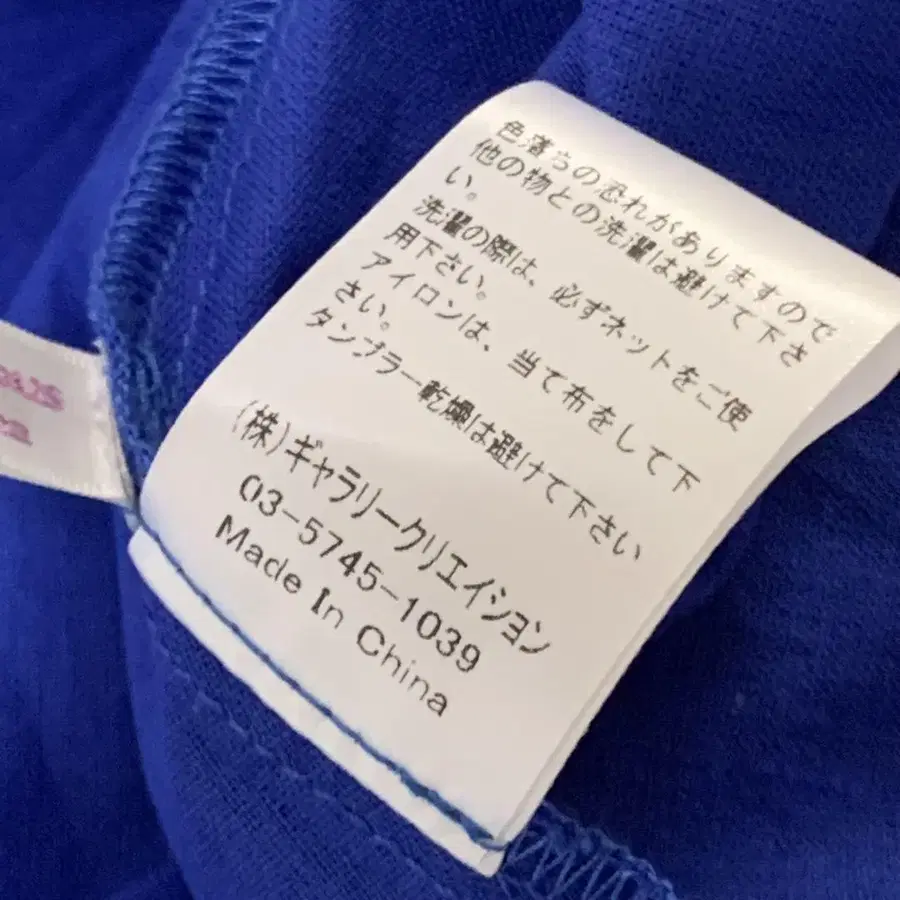 色落ちの恐れがありますので
他の物との洗濯は避けて下さ
い。
洗濯の際は、必ずネットをご使
用下さい。
アイロンは、当て布をして下
さい。
タンブラー乾燥は避けて下さい
(株)ギャラリークリエイション
03-5745-1039
Made In China